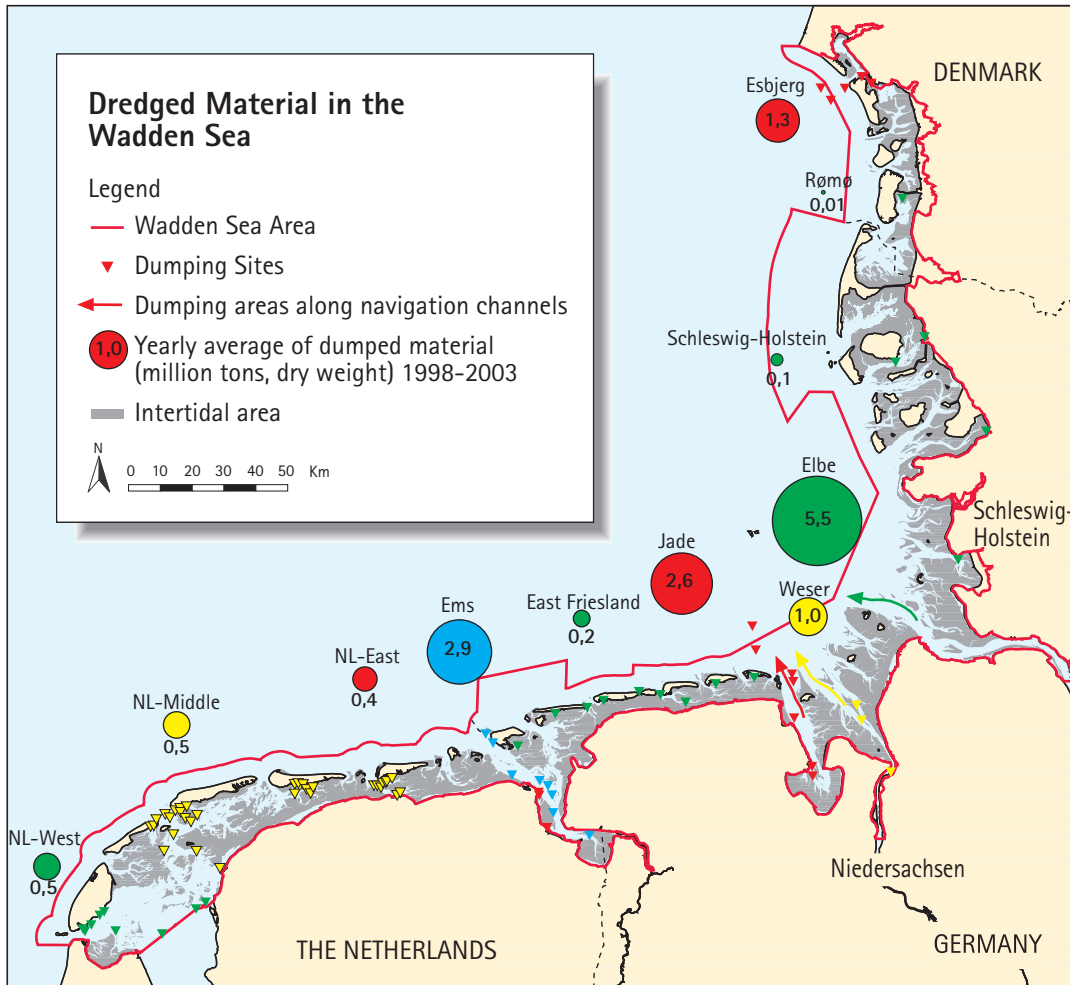 Dredged Material in the
Wadden Sea
Legend
Wadden Sea Area
Dumping Sites
Dumping areas along navigation channels
1,0
Yearly average of dumped material
(million tons, dry weight) 1998-2003
Intertidal area
N
0 10 20 30 40 50 Km
DENMARK
Esbjerg
1,3
Rømø
0,01
Schleswig-Holstein
0,1
Elbe
5,5
Schleswig-
Holstein
Jade
2,6
Weser
1,0
East Friesland
0,2
Ems
2,9
NL-East
0,4
NL-Middle
0,5
NL-West
0,5
Niedersachsen
THE NETHERLANDS
GERMANY